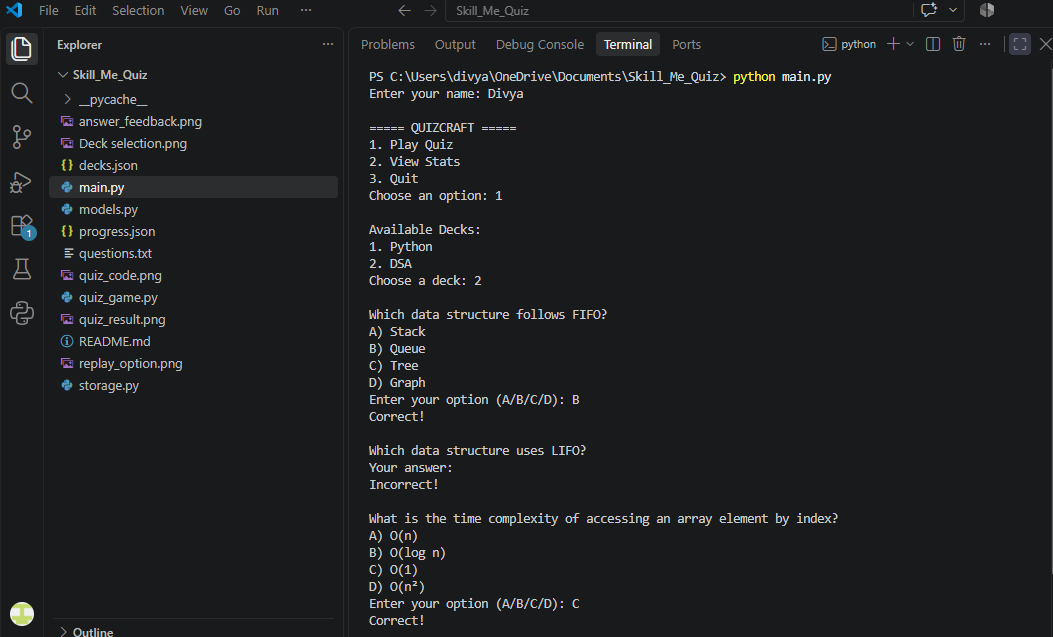 File Edit Selection View Go Run ··· Skill_Me_Quiz
Explorer ···
Skill_Me_Quiz
__pycache__
answer_feedback.png
Deck selection.png
{} decks.json
main.py
models.py
{} progress.json
questions.txt
quiz_code.png
quiz_game.py
quiz_result.png
README.md
replay_option.png
storage.py
1
Outline
Problems Output Debug Console Terminal Ports python ···
PS C:\Users\divya\OneDrive\Documents\Skill_Me_Quiz> python main.py
Enter your name: Divya
===== QUIZCRAFT =====
1. Play Quiz
2. View Stats
3. Quit
Choose an option: 1
Available Decks:
1. Python
2. DSA
Choose a deck: 2
Which data structure follows FIFO?
A) Stack
B) Queue
C) Tree
D) Graph
Enter your option (A/B/C/D): B
Correct!
Which data structure uses LIFO?
Your answer:
Incorrect!
What is the time complexity of accessing an array element by index?
A) O(n)
B) O(log n)
C) O(1)
D) O(n²)
Enter your option (A/B/C/D): C
Correct!